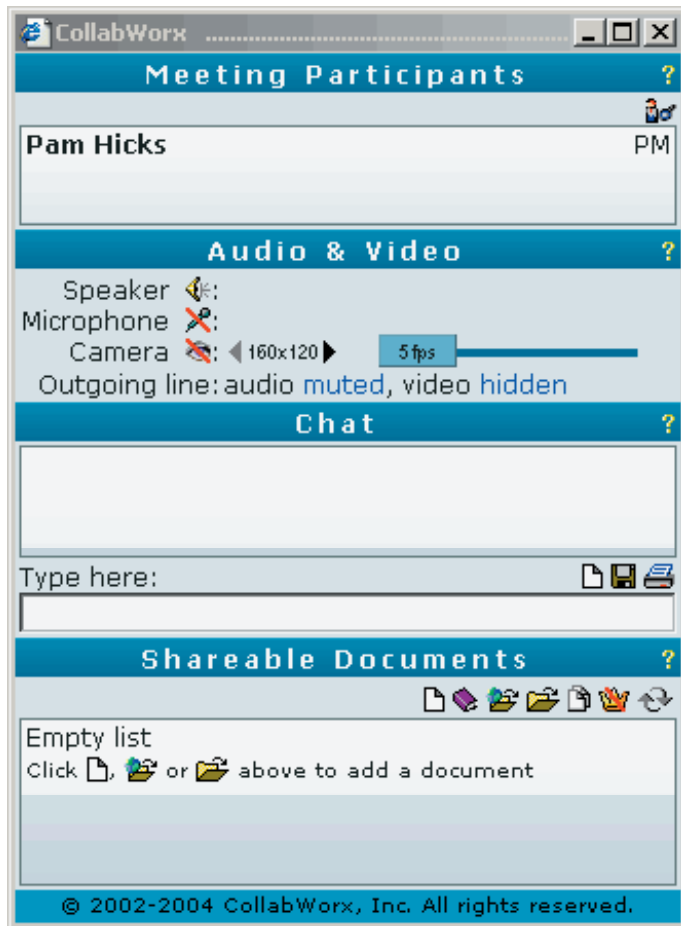 CollabWorx
Meeting Participants ?
Pam Hicks PM
Audio & Video ?
Speaker :
Microphone :
Camera : 160x120 5 fps
Outgoing line: audio muted, video hidden
Chat ?
Type here:
Shareable Documents ?
Empty list
Click , or above to add a document
© 2002-2004 CollabWorx, Inc. All rights reserved.